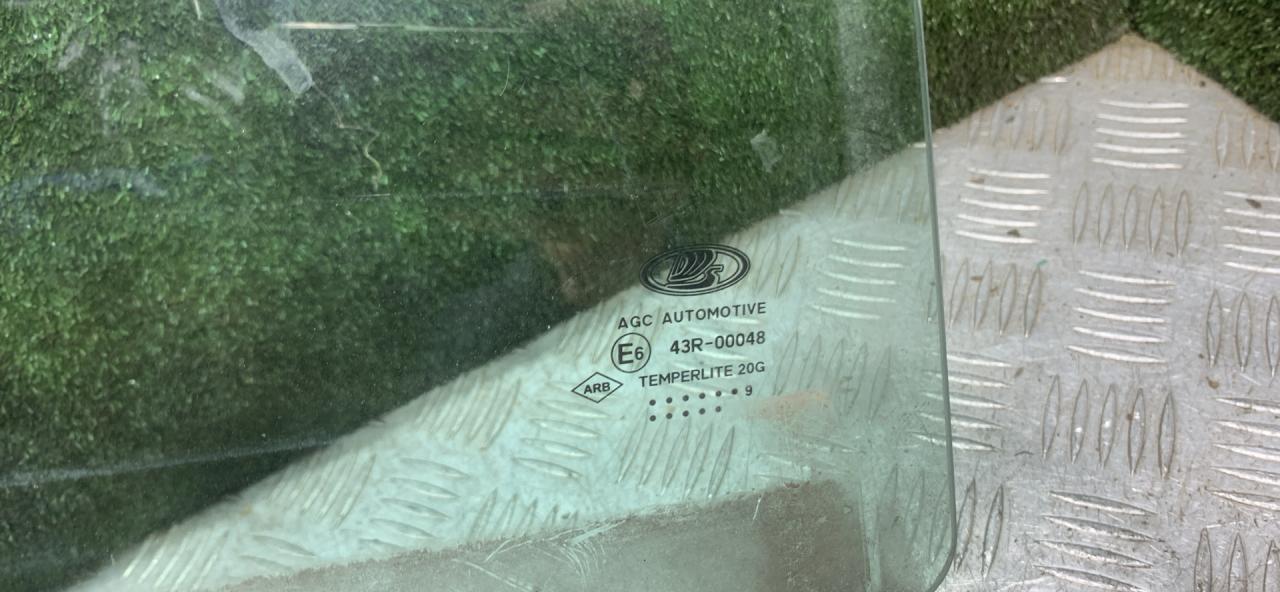 AGC AUTOMOTIVE
E6 43R-00048
ARB TEMPERLITE 20G
9